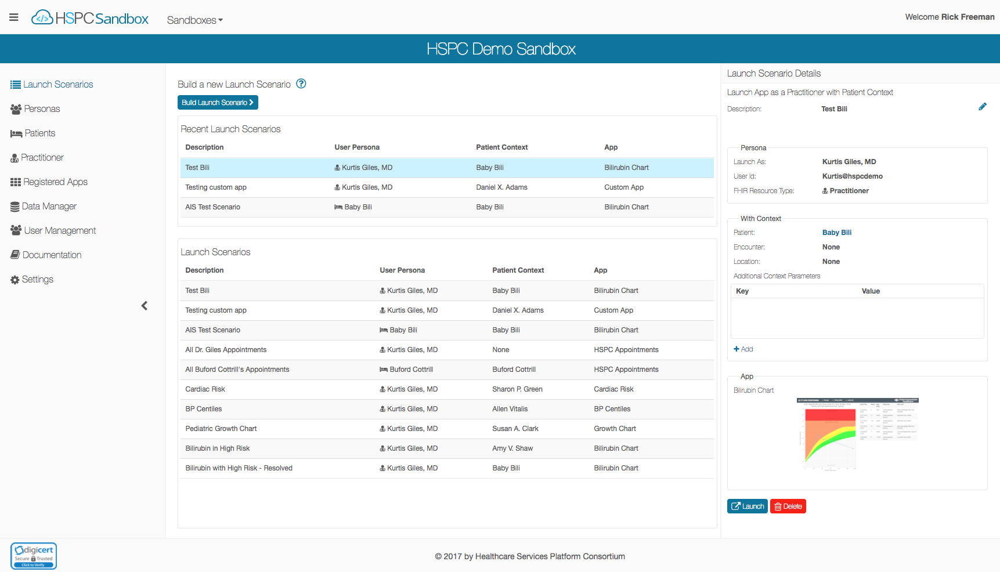 HSPCSandbox Sandboxes Welcome Rick Freeman
HSPC Demo Sandbox
Launch Scenarios
Personas
Patients
Practitioner
Registered Apps
Data Manager
User Management
Documentation
Settings
Build a new Launch Scenario ?
Build Launch Scenario
Recent Launch Scenarios
Description User Persona Patient Context App
Test Bili Kurtis Giles, MD Baby Bili Bilirubin Chart
Testing custom app Kurtis Giles, MD Daniel X. Adams Custom App
AIS Test Scenario Baby Bili Baby Bili Bilirubin Chart
Launch Scenarios
Description User Persona Patient Context App
Test Bili Kurtis Giles, MD Baby Bili Bilirubin Chart
Testing custom app Kurtis Giles, MD Daniel X. Adams Custom App
AIS Test Scenario Baby Bili Baby Bili Bilirubin Chart
All Dr. Giles Appointments Kurtis Giles, MD None HSPC Appointments
All Buford Cottrill's Appointments Buford Cottrill Buford Cottrill HSPC Appointments
Cardiac Risk Kurtis Giles, MD Sharon P. Green Cardiac Risk
BP Centiles Kurtis Giles, MD Allen Vitalis BP Centiles
Pediatric Growth Chart Kurtis Giles, MD Susan A. Clark Growth Chart
Bilirubin in High Risk Kurtis Giles, MD Amy V. Shaw Bilirubin Chart
Bilirubin with High Risk - Resolved Kurtis Giles, MD Baby Bili Bilirubin Chart
Launch Scenario Details
Launch App as a Practitioner with Patient Context
Description: Test Bili
Persona
Launch As: Kurtis Giles, MD
User Id: Kurtis@hspcdemo
FHIR Resource Type: Practitioner
With Context
Patient: Baby Bili
Encounter: None
Location: None
Additional Context Parameters
Key Value
Add
App
Bilirubin Chart
Launch Delete
digicert
Secure Trusted
Click to Verify
© 2017 by Healthcare Services Platform Consortium